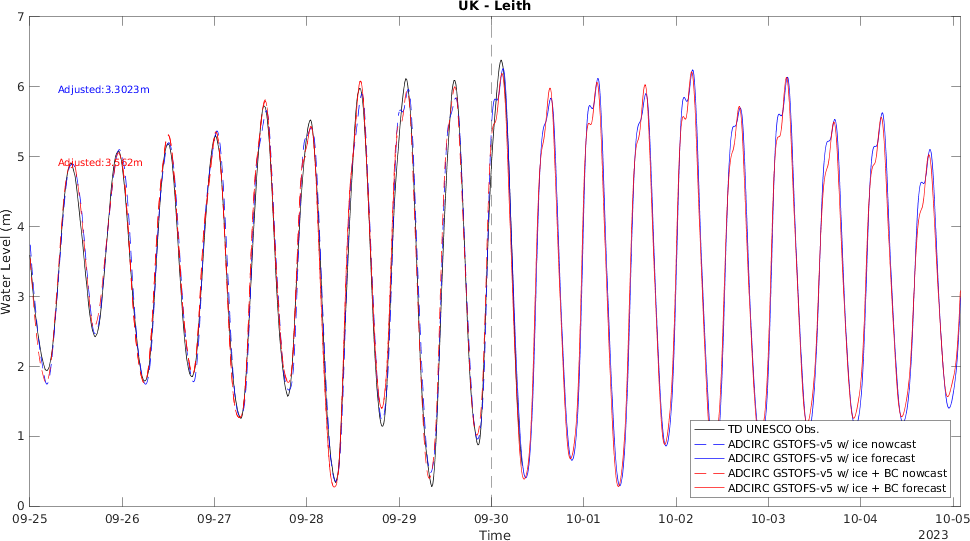 UK - Leith
7
6
5
4
3
2
1
0
Water Level (m)
Adjusted:3.3023m
Adjusted:3.562m
TD UNESCO Obs.
ADCIRC GSTOFS-v5 w/ ice nowcast
ADCIRC GSTOFS-v5 w/ ice forecast
ADCIRC GSTOFS-v5 w/ ice + BC nowcast
ADCIRC GSTOFS-v5 w/ ice + BC forecast
09-25 09-26 09-27 09-28 09-29 09-30 10-01 10-02 10-03 10-04 10-05
Time
2023